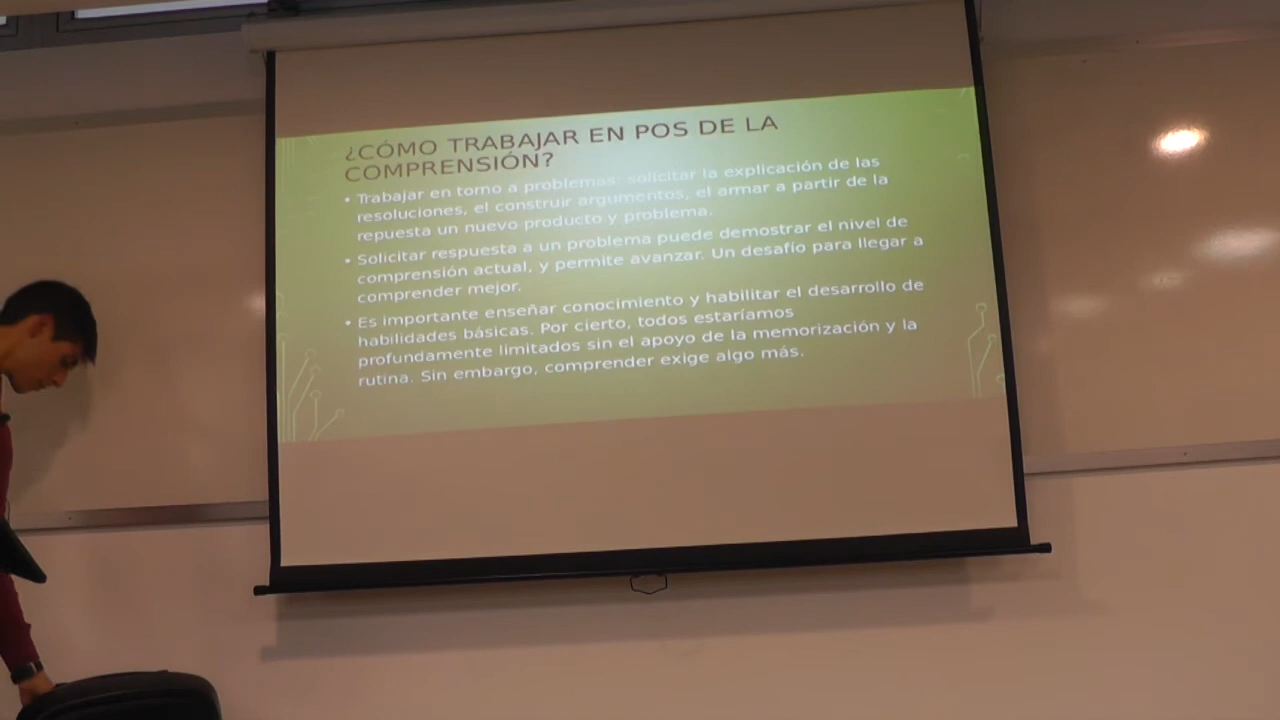 ¿CÓMO TRABAJAR EN POS DE LA
COMPRENSIÓN?
• Trabajar en torno a problemas: solicitar la explicación de las
resoluciones, el construir argumentos, el armar a partir de la
repuesta un nuevo producto y problema.
• Solicitar respuesta a un problema puede demostrar el nivel de
comprensión actual, y permite avanzar. Un desafío para llegar a
comprender mejor.
• Es importante enseñar conocimiento y habilitar el desarrollo de
habilidades básicas. Por cierto, todos estaríamos
profundamente limitados sin el apoyo de la memorización y la
rutina. Sin embargo, comprender exige algo más.